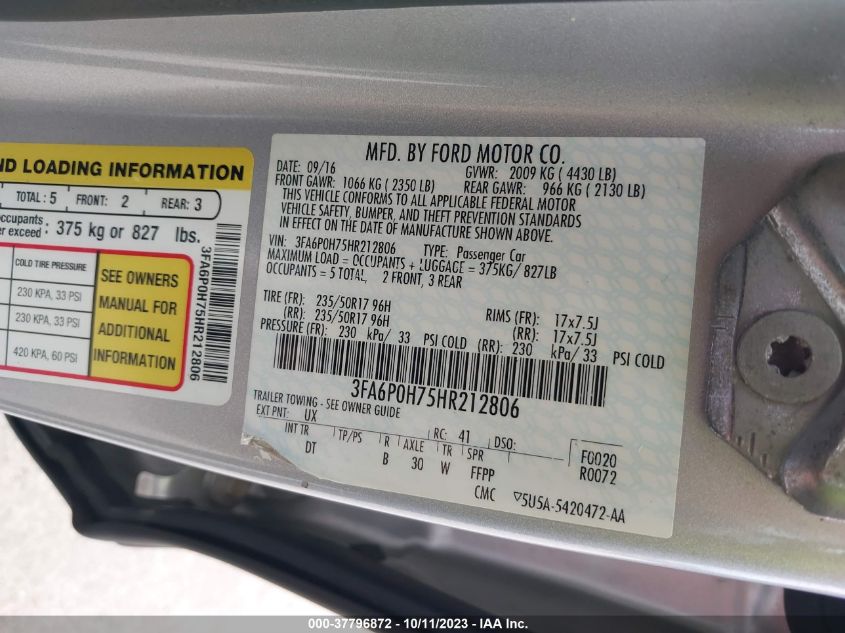 ND LOADING INFORMATION
TOTAL: 5 FRONT: 2 REAR: 3
ccupants
er exceed: 375 kg or 827 lbs.
COLD TIRE PRESSURE
230 KPA, 33 PSI
230 KPA, 33 PSI
420 KPA, 60 PSI
SEE OWNERS
MANUAL FOR
ADDITIONAL
INFORMATION
3FA6P0H75HR212806
MFD. BY FORD MOTOR CO.
DATE: 09/16 GVWR: 2009 KG ( 4430 LB)
FRONT GAWR: 1066 KG ( 2350 LB) REAR GAWR: 966 KG ( 2130 LB)
THIS VEHICLE CONFORMS TO ALL APPLICABLE FEDERAL MOTOR
VEHICLE SAFETY, BUMPER, AND THEFT PREVENTION STANDARDS
IN EFFECT ON THE DATE OF MANUFACTURE SHOWN ABOVE.
VIN: 3FA6P0H75HR212806 TYPE: Passenger Car
MAXIMUM LOAD = OCCUPANTS + LUGGAGE = 375KG/ 827LB
OCCUPANTS = 5 TOTAL, 2 FRONT, 3 REAR
TIRE (FR): 235/50R17 96H RIMS (FR): 17x7.5J
(RR): 235/50R17 96H (RR): 17x7.5J
PRESSURE (FR): 230 kPa/ 33 PSI COLD (RR): 230 kPa/ 33 PSI COLD
3FA6P0H75HR212806
TRAILER TOWING - SEE OWNER GUIDE
EXT PNT: UX RC: 41 DSO: F0020
INT TR TP/PS R AXLE TR SPR R0072
DT B 30 W FFPP
CMC ▽5U5A-5420472-AA
1000--37796872 - 10/11/2023 - IAA Inc.